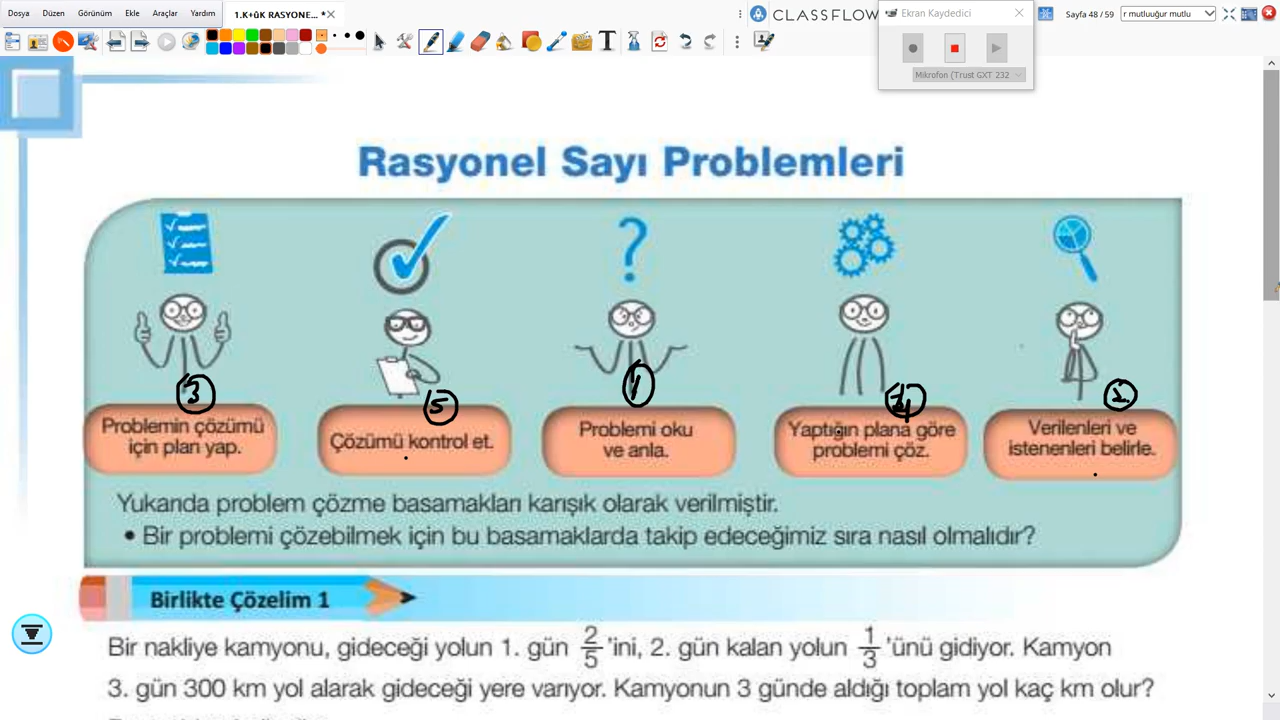 Dosya Düzen Görünüm Ekle Araçlar Yardım
1.K+ûK RASYONE... *
CLASSFLOW
Ekran Kaydedici
Sayfa 48 / 59
r mutluuğur mutlu
Mikrofon (Trust GXT 232
Rasyonel Sayı Problemleri
3
Problemin çözümü
için plan yap.
5
Çözümü kontrol et.
1
Problemi oku
ve anla.
4
Yaptığın plana göre
problemi çöz.
2
Verilenleri ve
istenenleri belirle.
Yukarıda problem çözme basamakları karışık olarak verilmiştir.
• Bir problemi çözebilmek için bu basamaklarda takip edeceğimiz sıra nasıl olmalıdır?
Birlikte Çözelim 1
Bir nakliye kamyonu, gideceği yolun 1. gün 2/5 'ini, 2. gün kalan yolun 1/3 'ünü gidiyor. Kamyon
3. gün 300 km yol alarak gideceği yere varıyor. Kamyonun 3 günde aldığı toplam yol kaç km olur?